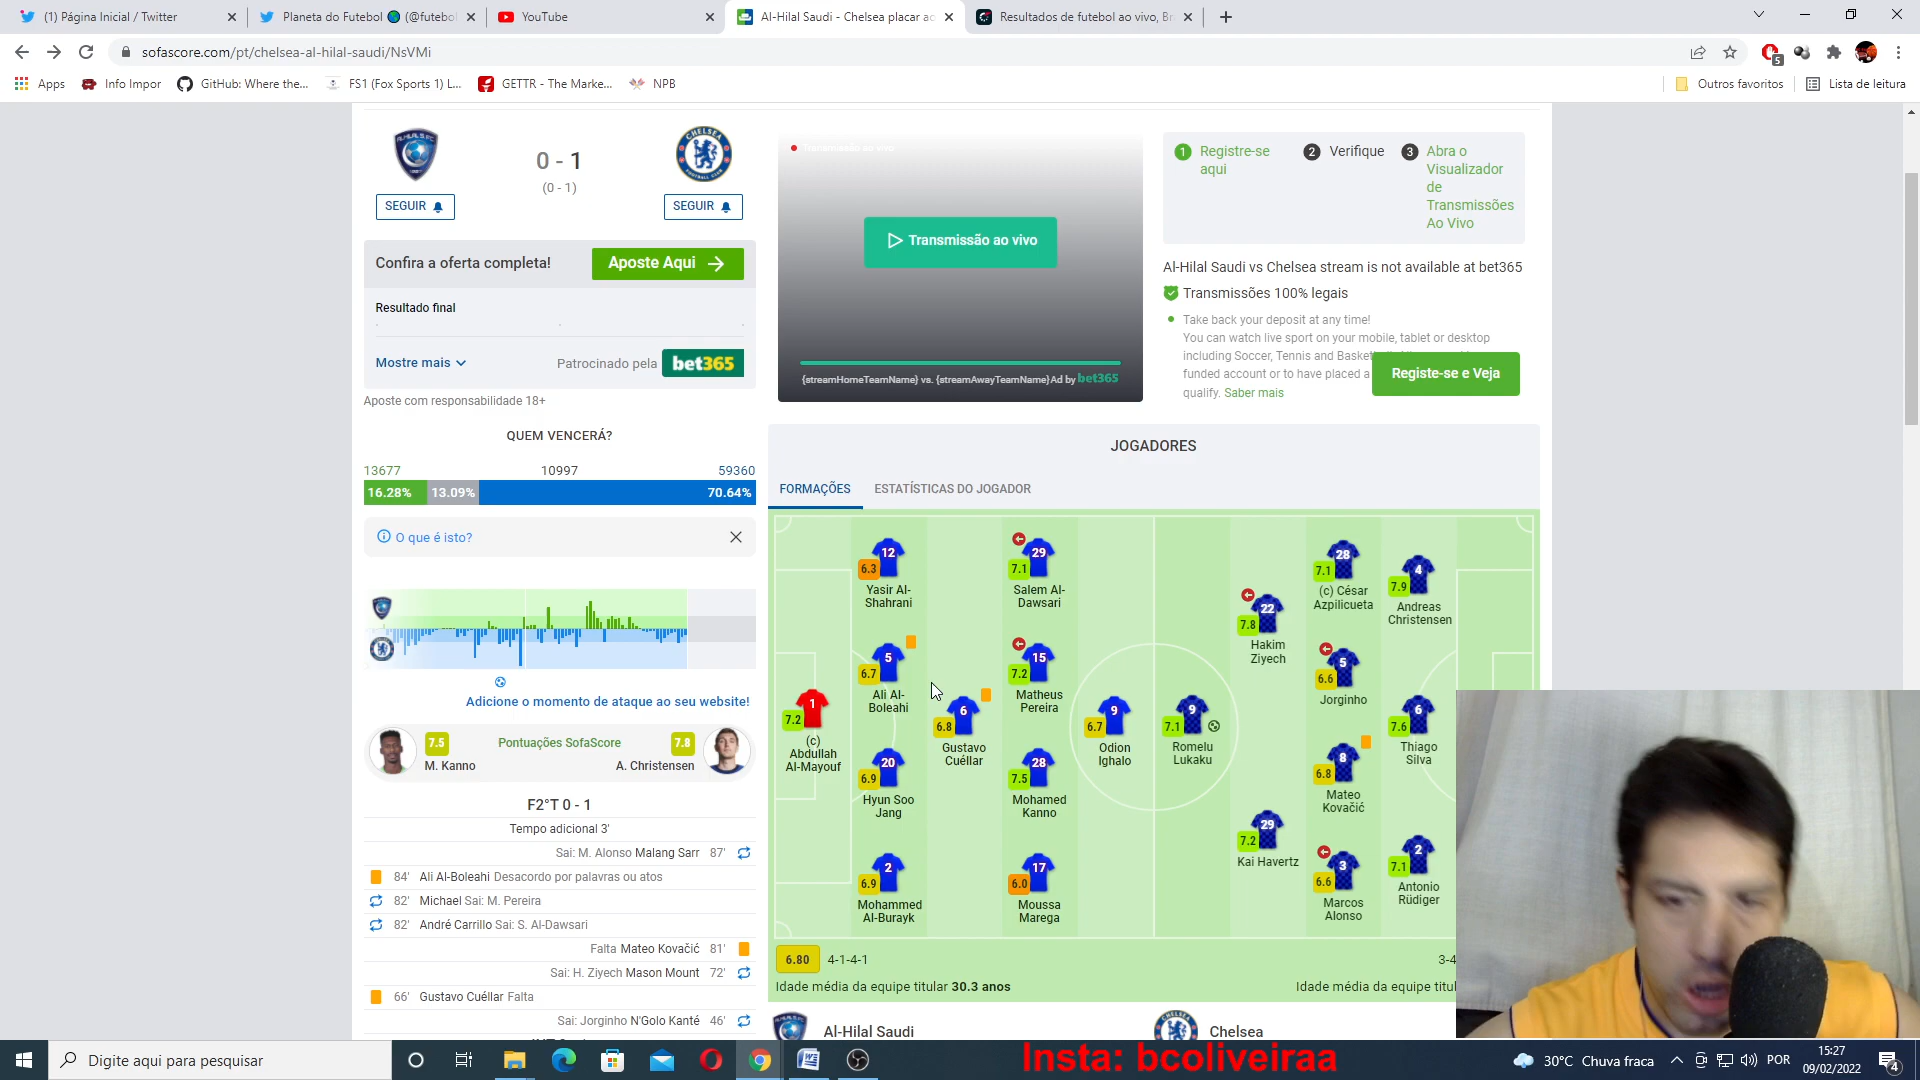 (1) Página Inicial / Twitter
Planeta do Futebol 🌎 (@futebol
YouTube
Al-Hilal Saudi - Chelsea placar ao
Resultados de futebol ao vivo, Br
sofascore.com/pt/chelsea-al-hilal-saudi/NsVMi
5
Apps
Info Impor
GitHub: Where the...
FS1 (Fox Sports 1) L...
GETTR - The Marke...
NPB
Outros favoritos
Lista de leitura
CHELSEA
0 - 1
(0 - 1)
SEGUIR
SEGUIR
Confira a oferta completa!
Aposte Aqui
Resultado final
Mostre mais
Patrocinado pela bet365
Aposte com responsabilidade 18+
Transmissão ao vivo
Transmissão ao vivo
{streamHomeTeamName} vs. {streamAwayTeamName} Ad by bet365
1 Registre-se aqui
2 Verifique
3 Abra o Visualizador de Transmissões Ao Vivo
Al-Hilal Saudi vs Chelsea stream is not available at bet365
Transmissões 100% legais
Take back your deposit at any time!
You can watch live sport on your mobile, tablet or desktop
including Soccer, Tennis and
funded account or to have placed a
qualify. Saber mais
Registe-se e Veja
QUEM VENCERÁ?
13677
10997
59360
16.28%
13.09%
70.64%
O que é isto?
Adicione o momento de ataque ao seu website!
7.5
M. Kanno
Pontuações SofaScore
7.8
A. Christensen
F2°T 0 - 1
Tempo adicional 3'
Sai: M. Alonso Malang Sarr 87'
84' Ali Al-Boleahi Desacordo por palavras ou atos
82' Michael Sai: M. Pereira
82' André Carrillo Sai: S. Al-Dawsari
Falta Mateo Kovačić 81'
Sai: H. Ziyech Mason Mount 72'
66' Gustavo Cuéllar Falta
Sai: Jorginho N'Golo Kanté 46'
JOGADORES
FORMAÇÕES
ESTATÍSTICAS DO JOGADOR
1
7.2
(c) Abdullah Al-Mayouf
12
6.3
Yasir Al-Shahrani
5
6.7
Ali Al-Boleahi
20
6.9
Hyun Soo Jang
2
6.9
Mohammed Al-Burayk
6
6.8
Gustavo Cuéllar
29
7.1
Salem Al-Dawsari
15
7.2
Matheus Pereira
28
7.5
Mohamed Kanno
17
6.0
Moussa Marega
9
6.7
Odion Ighalo
9
7.1
Romelu Lukaku
22
7.8
Hakim Ziyech
29
7.2
Kai Havertz
28
7.1
(c) César Azpilicueta
5
6.6
Jorginho
8
6.8
Mateo Kovačić
3
6.6
Marcos Alonso
4
7.9
Andreas Christensen
6
7.6
Thiago Silva
2
7.1
Antonio Rüdiger
6.80
4-1-4-1
3-4
Idade média da equipe titular 30.3 anos
Idade média da equipe titul
Al-Hilal Saudi
Chelsea
Digite aqui para pesquisar
Insta: bcoliveiraa
30°C Chuva fraca
POR
15:27
09/02/2022
4